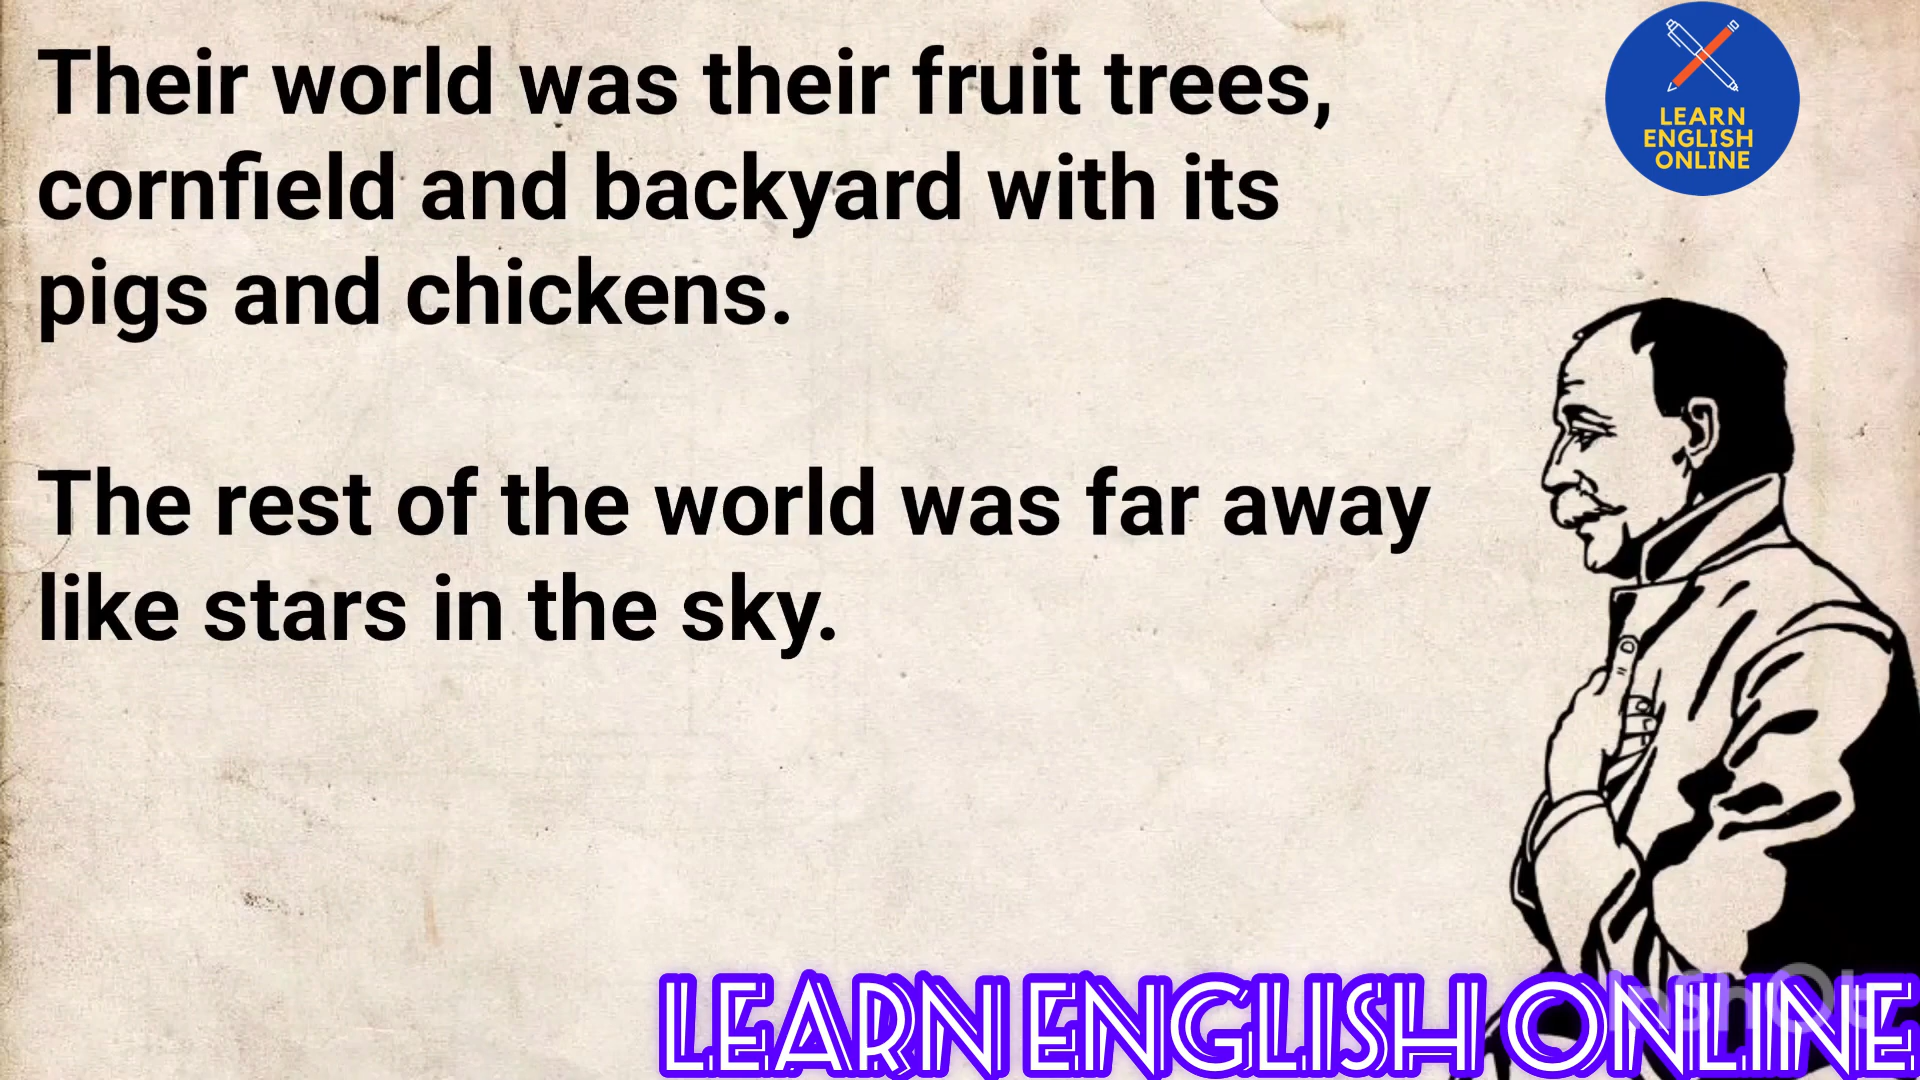 Their world was their fruit trees,
cornfield and backyard with its
pigs and chickens.
The rest of the world was far away
like stars in the sky.
LEARN
ENGLISH
ONLINE
LEARN ENGLISH ONLINE
InShot